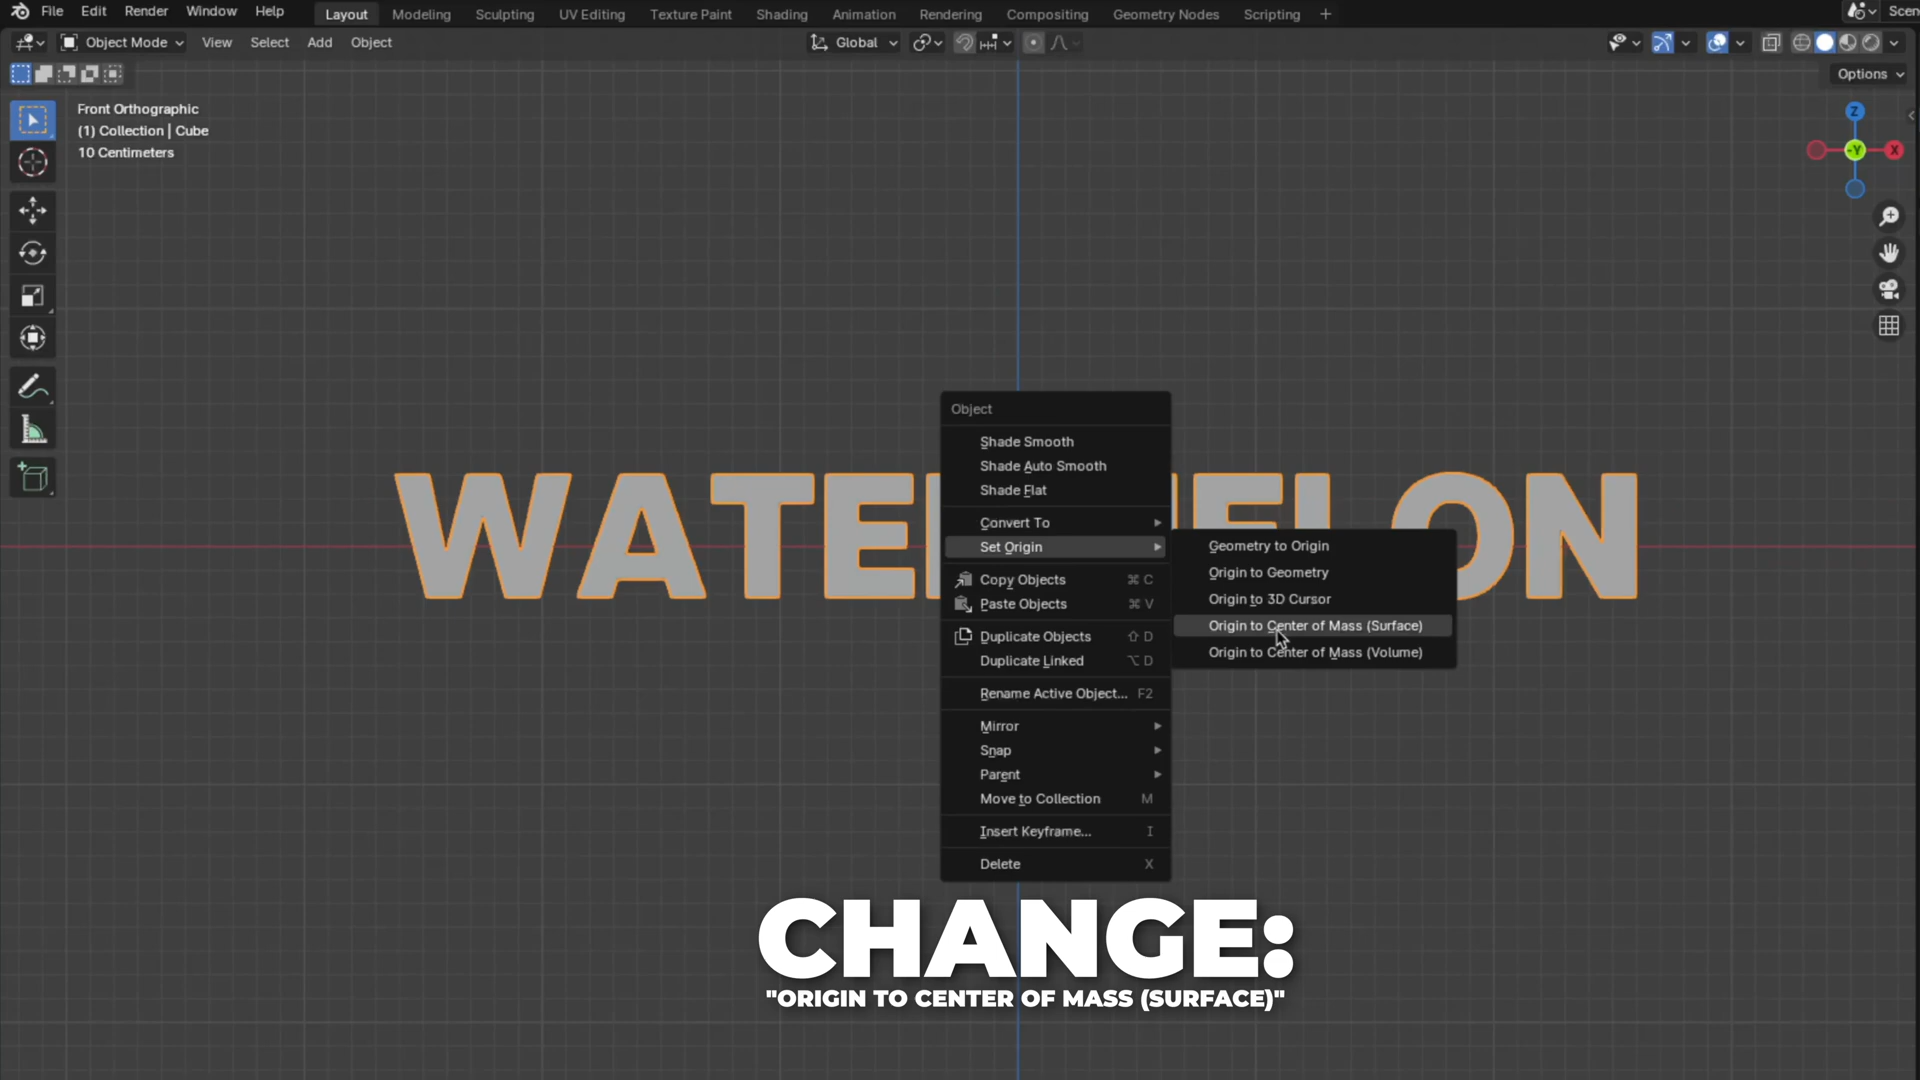 File Edit Render Window Help Layout Modeling Sculpting UV Editing Texture Paint Shading Animation Rendering Compositing Geometry Nodes Scripting + Scen
Object Mode View Select Add Object Global
Options
Front Orthographic
(1) Collection | Cube
10 Centimeters
Z
-Y X
Object
Shade Smooth
Shade Auto Smooth
Shade Flat
Convert To
Set Origin
Copy Objects ⌘ C
Paste Objects ⌘ V
Duplicate Objects ⇧ D
Duplicate Linked ⌥ D
Rename Active Object... F2
Mirror
Snap
Parent
Move to Collection M
Insert Keyframe... I
Delete X
Geometry to Origin
Origin to Geometry
Origin to 3D Cursor
Origin to Center of Mass (Surface)
Origin to Center of Mass (Volume)
CHANGE:
"ORIGIN TO CENTER OF MASS (SURFACE)"